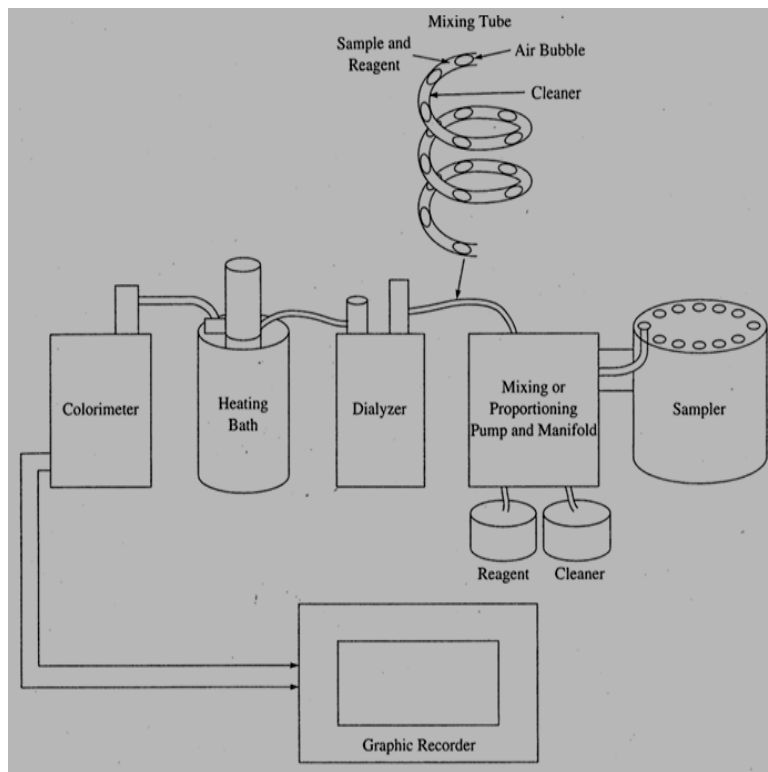 Mixing Tube
Sample and
Reagent
Air Bubble
Cleaner
Colorimeter
Heating
Bath
Dialyzer
Mixing or
Proportioning
Pump and Manifold
Sampler
Reagent
Cleaner
Graphic Recorder